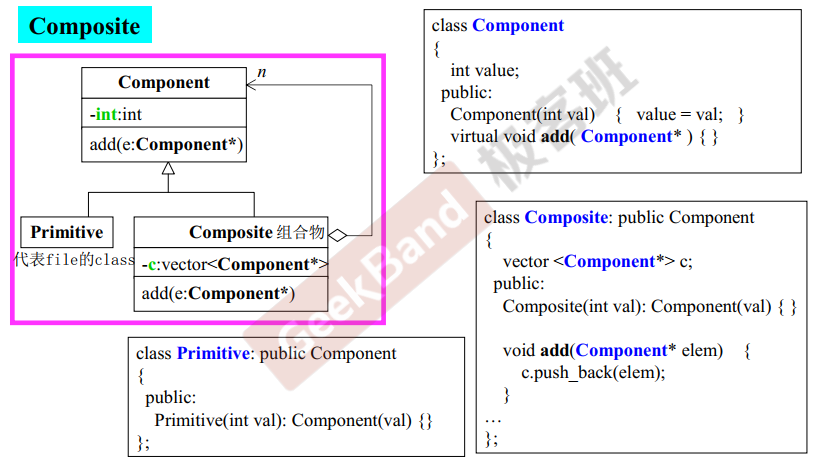 Composite
Component
n
-int:int
add(e:Component*)
Primitive
代表file的class
Composite 组合物
-c:vector<Component*>
add(e:Component*)
class Component
{
int value;
public:
Component(int val) { value = val; }
virtual void add( Component* ) { }
};
class Composite: public Component
{
vector <Component*> c;
public:
Composite(int val): Component(val) { }
void add(Component* elem) {
c.push_back(elem);
}
…
};
class Primitive: public Component
{
public:
Primitive(int val): Component(val) {}
};
GeekBand 极客班